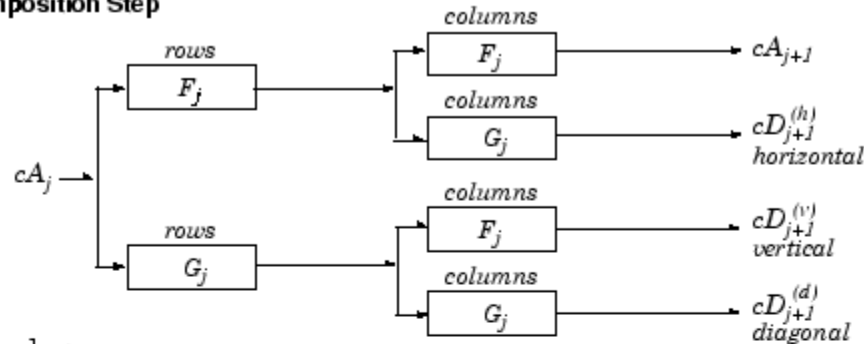 mposition Step
columns
rows
F_j
cA_{j+1}
F_j
columns
G_j
cD_{j+1}^{(h)}
horizontal
cA_j
columns
rows
F_j
cD_{j+1}^{(v)}
vertical
G_j
columns
G_j
cD_{j+1}^{(d)}
diagonal